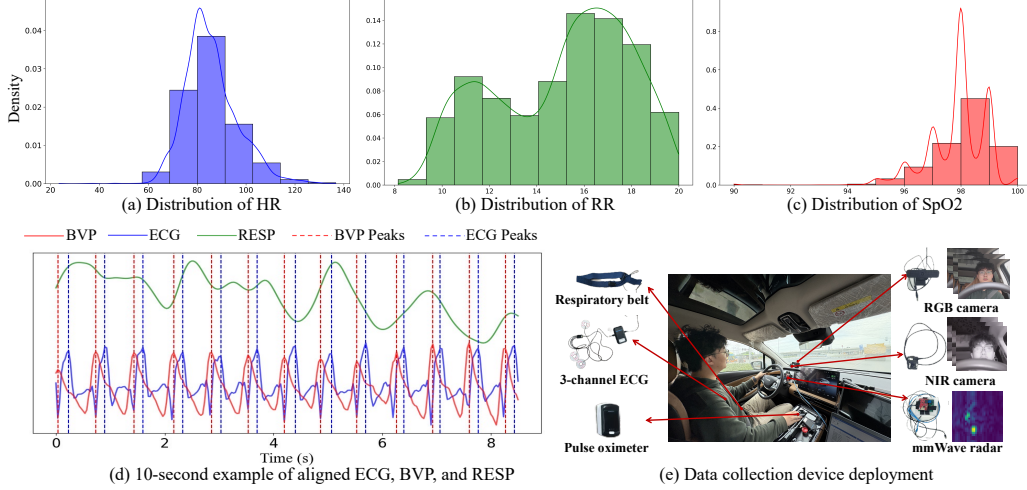 0.04
0.03
0.02
0.01
0.00
Density
20 40 60 80 100 120 140
(a) Distribution of HR
0.14
0.12
0.10
0.08
0.06
0.04
0.02
0.00
8 10 12 14 16 18 20
(b) Distribution of RR
0.8
0.6
0.4
0.2
0.0
90 92 94 96 98 100
(c) Distribution of SpO2
BVP ECG RESP BVP Peaks ECG Peaks
0 2 4 6 8
Time (s)
(d) 10-second example of aligned ECG, BVP, and RESP
Respiratory belt
3-channel ECG
Pulse oximeter
RGB camera
NIR camera
mmWave radar
(e) Data collection device deployment